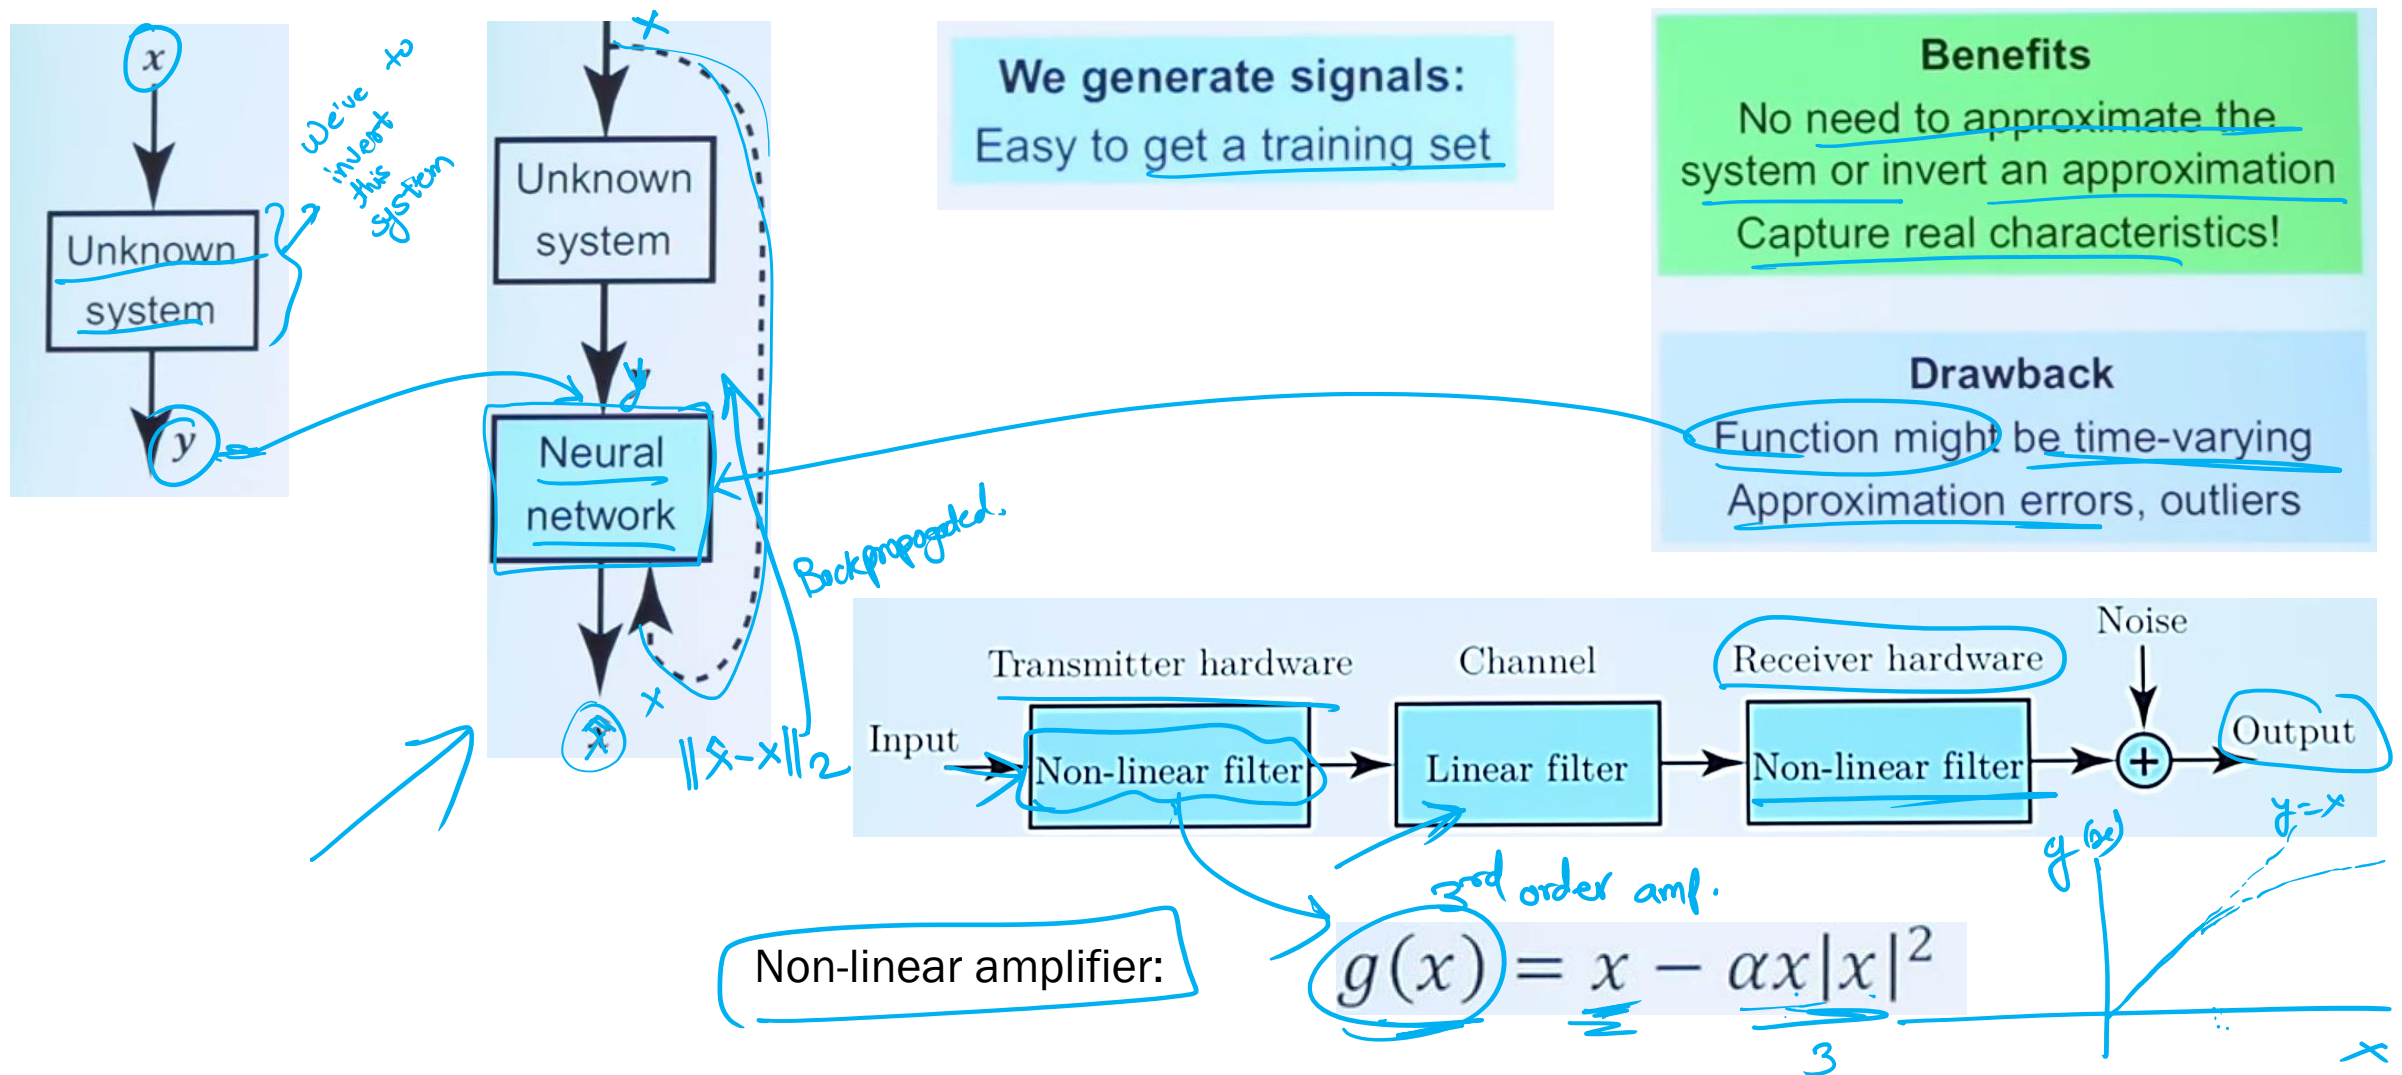 x
We've to
invert
this
system
Unknown
system
y
x
Unknown
system
y
Neural
network
x
x̂
||x̂-x||₂
Backpropogated.
We generate signals:
Easy to get a training set
Benefits
No need to approximate the
system or invert an approximation
Capture real characteristics!
Drawback
Function might be time-varying
Approximation errors, outliers
Noise
Transmitter hardware
Channel
Receiver hardware
Input
Non-linear filter
Linear filter
Non-linear filter
+
Output
3rd order amp.
Non-linear amplifier:
g(x) = x − αx|x|²
3
g(x)
y=x
x